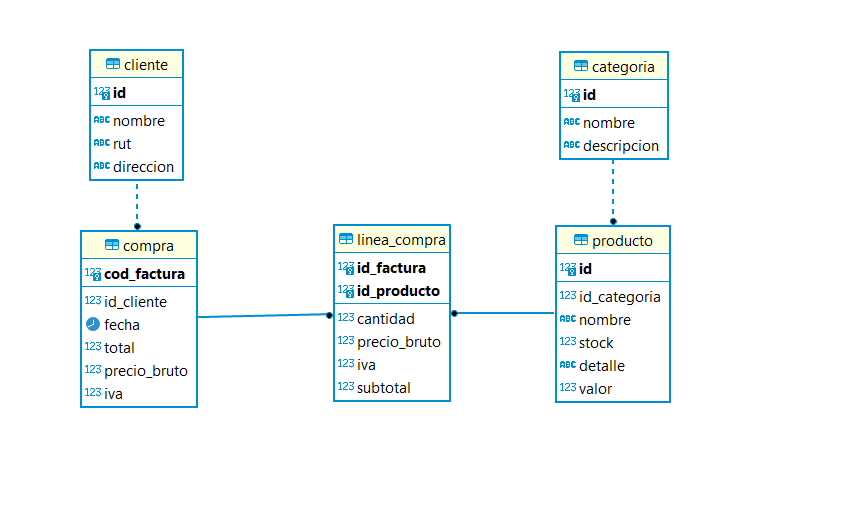 cliente
123 id
ABC nombre
ABC rut
ABC direccion
categoria
123 id
ABC nombre
ABC descripcion
compra
123 cod_factura
123 id_cliente
fecha
123 total
123 precio_bruto
123 iva
linea_compra
123 id_factura
123 id_producto
123 cantidad
123 precio_bruto
123 iva
123 subtotal
producto
123 id
123 id_categoria
ABC nombre
123 stock
ABC detalle
123 valor